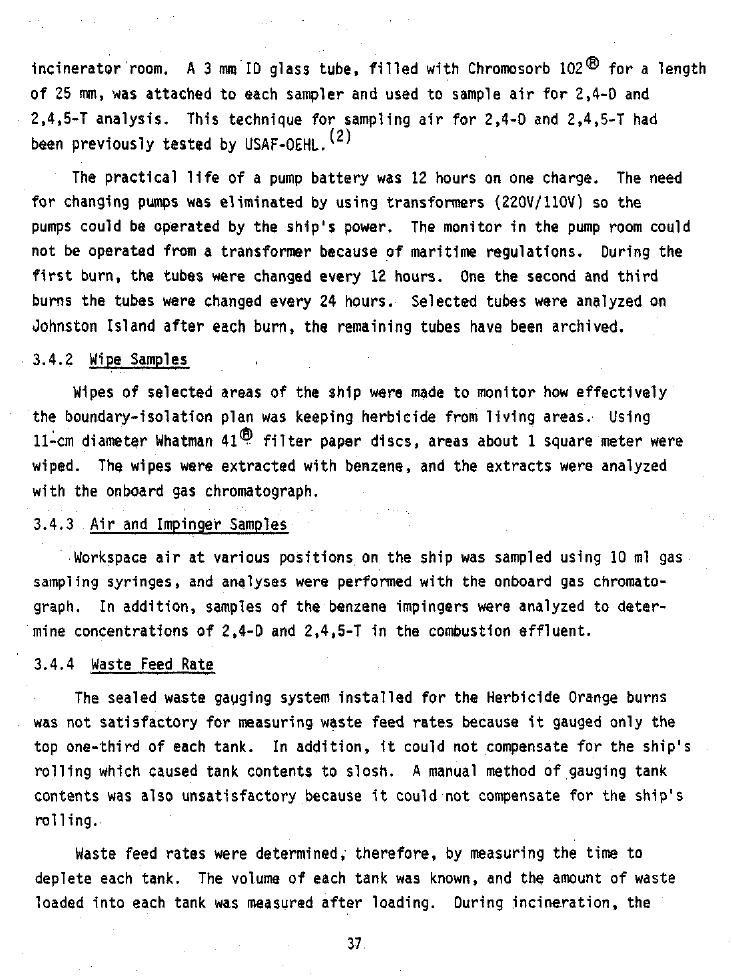 incinerator room. A 3 mm ID glass tube, filled with Chromosorb 102® for a length
of 25 mm, was attached to each sampler and used to sample air for 2,4-D and
2,4,5-T analysis. This technique for sampling air for 2,4-D and 2,4,5-T had
been previously tested by USAF-OEHL.(2)
The practical life of a pump battery was 12 hours on one charge. The need
for changing pumps was eliminated by using transformers (220V/110V) so the
pumps could be operated by the ship's power. The monitor in the pump room could
not be operated from a transformer because of maritime regulations. During the
first burn, the tubes were changed every 12 hours. One the second and third
burns the tubes were changed every 24 hours. Selected tubes were analyzed on
Johnston Island after each burn, the remaining tubes have been archived.
3.4.2 Wipe Samples
Wipes of selected areas of the ship were made to monitor how effectively
the boundary-isolation plan was keeping herbicide from living areas. Using
11-cm diameter Whatman 41® filter paper discs, areas about 1 square meter were
wiped. The wipes were extracted with benzene, and the extracts were analyzed
with the onboard gas chromatograph.
3.4.3 Air and Impinger Samples
Workspace air at various positions on the ship was sampled using 10 ml gas
sampling syringes, and analyses were performed with the onboard gas chromato-
graph. In addition, samples of the benzene impingers were analyzed to deter-
mine concentrations of 2,4-D and 2,4,5-T in the combustion effluent.
3.4.4 Waste Feed Rate
The sealed waste gauging system installed for the Herbicide Orange burns
was not satisfactory for measuring waste feed rates because it gauged only the
top one-third of each tank. In addition, it could not compensate for the ship's
rolling which caused tank contents to slosh. A manual method of gauging tank
contents was also unsatisfactory because it could not compensate for the ship's
rolling.
Waste feed rates were determined, therefore, by measuring the time to
deplete each tank. The volume of each tank was known, and the amount of waste
loaded into each tank was measured after loading. During incineration, the
37